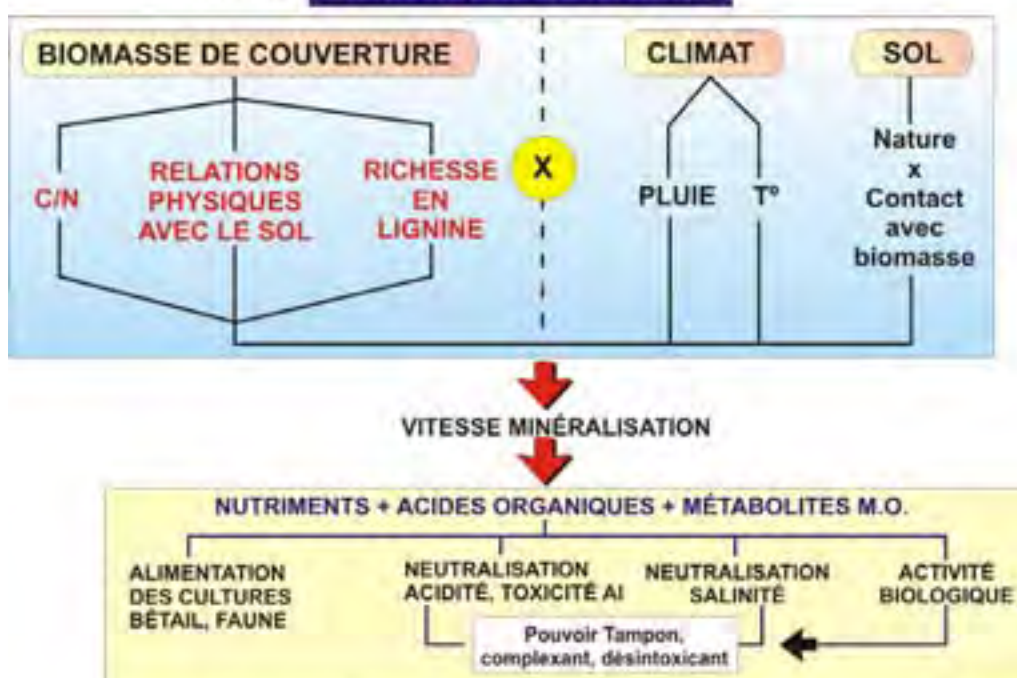 BIOMASSE DE COUVERTURE
CLIMAT
SOL
C/N
RELATIONS
PHYSIQUES
AVEC LE SOL
RICHESSE
EN
LIGNINE
X
PLUIE
Tº
Nature
x
Contact
avec
biomasse
VITESSE MINÉRALISATION
NUTRIMENTS + ACIDES ORGANIQUES + MÉTABOLITES M.O.
ALIMENTATION
DES CULTURES
BÉTAIL, FAUNE
NEUTRALISATION
ACIDITÉ, TOXICITÉ Al
NEUTRALISATION
SALINITÉ
ACTIVITÉ
BIOLOGIQUE
Pouvoir Tampon,
complexant, désintoxicant